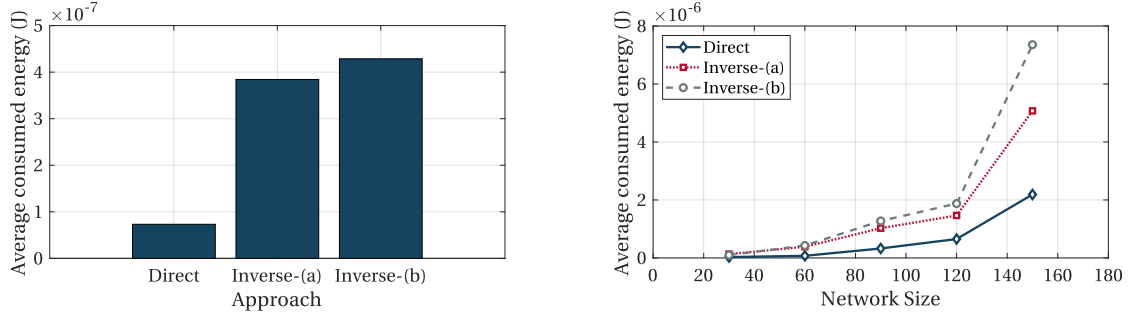 ×10^-7
Average consumed energy (J)
5
4
3
2
1
0
Direct
Inverse-(a)
Inverse-(b)
Approach
×10^-6
Average consumed energy (J)
8
6
4
2
0
Direct
Inverse-(a)
Inverse-(b)
0 20 40 60 80 100 120 140 160 180
Network Size